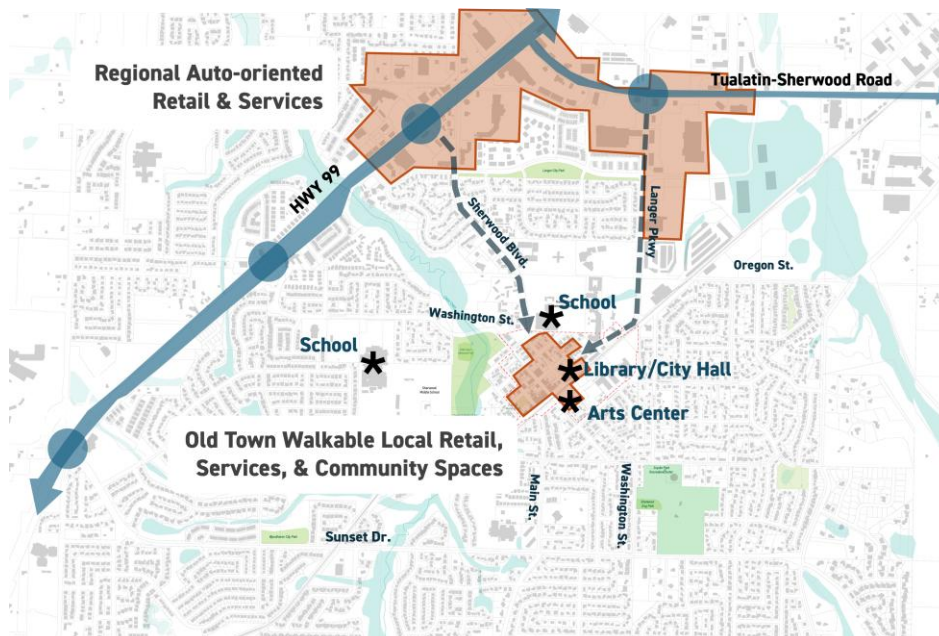 Regional Auto-oriented
Retail & Services
Tualatin-Sherwood Road
HWY 99
Sherwood Blvd.
Langer Pkwy
Oregon St.
Washington St.
School
School
Library/City Hall
Arts Center
Old Town Walkable Local Retail,
Services, & Community Spaces
Main St.
Washington St.
Sunset Dr.